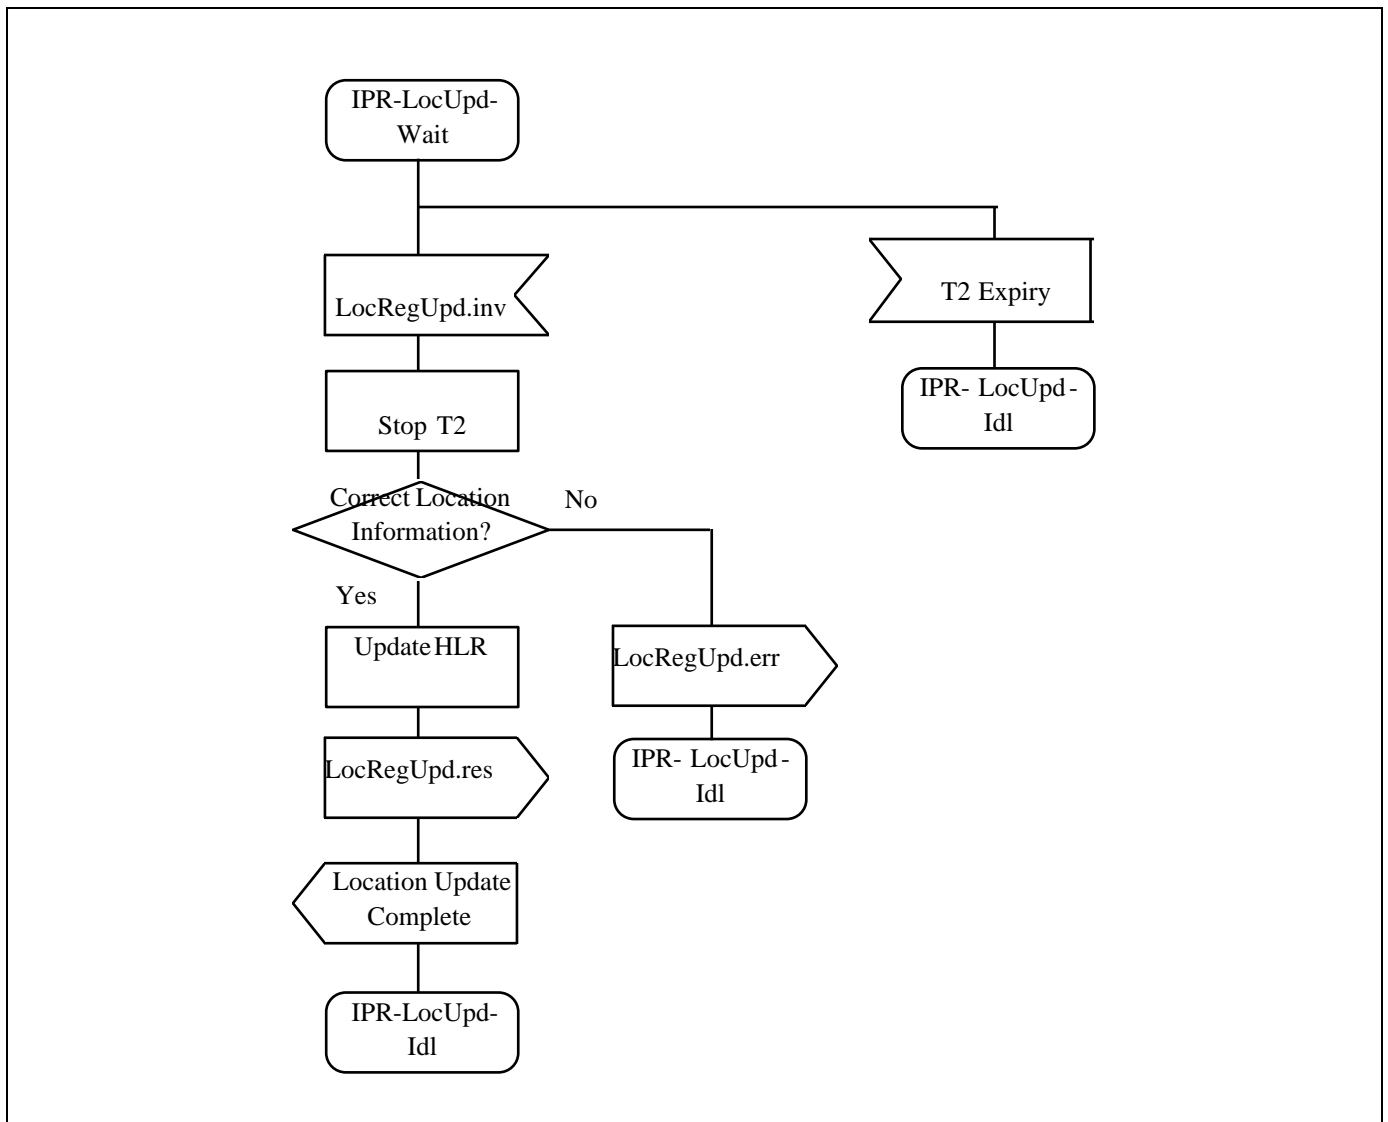 IPR-LocUpd-
Wait
LocRegUpd.inv
T2 Expiry
Stop T2
IPR- LocUpd-
Idl
Correct Location
Information?
No
Yes
Update HLR
LocRegUpd.err
LocRegUpd.res
IPR- LocUpd-
Idl
Location Update
Complete
IPR-LocUpd-
Idl